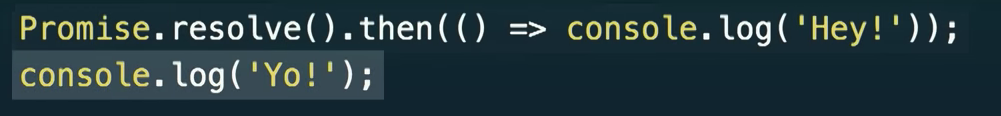 Promise.resolve().then(() => console.log('Hey!'));
console.log('Yo!');